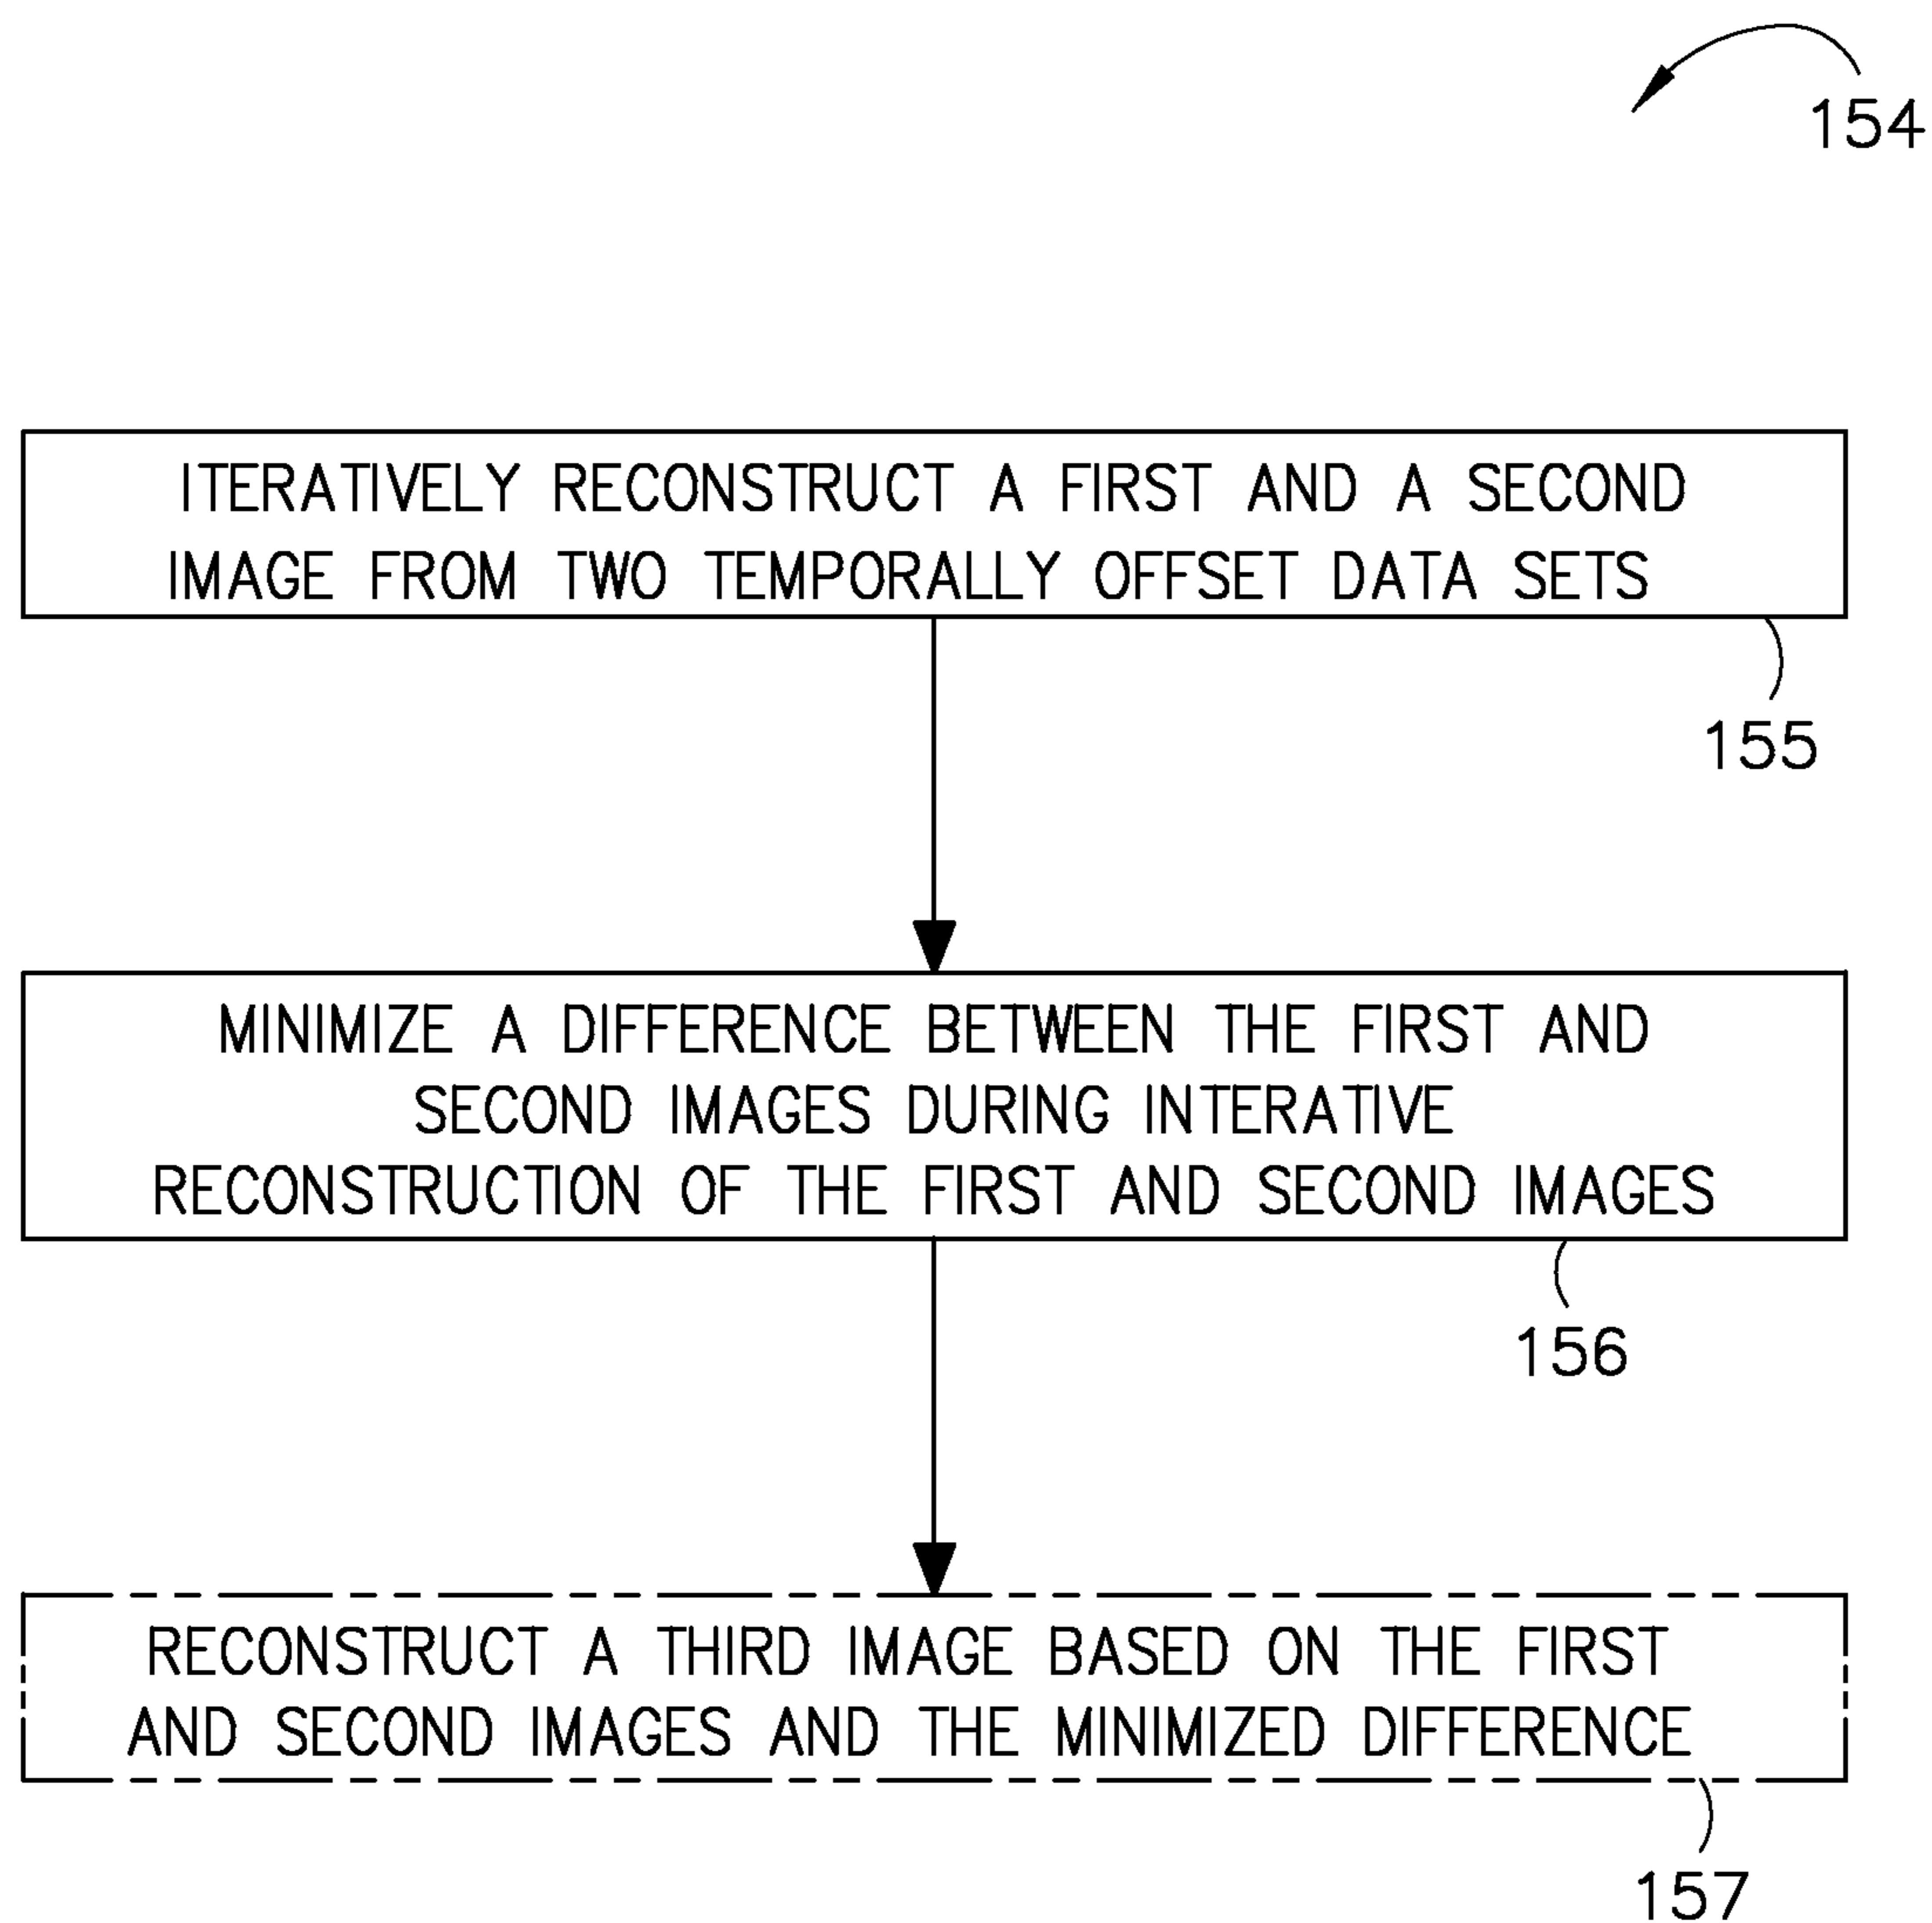 154
ITERATIVELY RECONSTRUCT A FIRST AND A SECOND
IMAGE FROM TWO TEMPORALLY OFFSET DATA SETS
155
MINIMIZE A DIFFERENCE BETWEEN THE FIRST AND
SECOND IMAGES DURING INTERATIVE
RECONSTRUCTION OF THE FIRST AND SECOND IMAGES
156
RECONSTRUCT A THIRD IMAGE BASED ON THE FIRST
AND SECOND IMAGES AND THE MINIMIZED DIFFERENCE
157